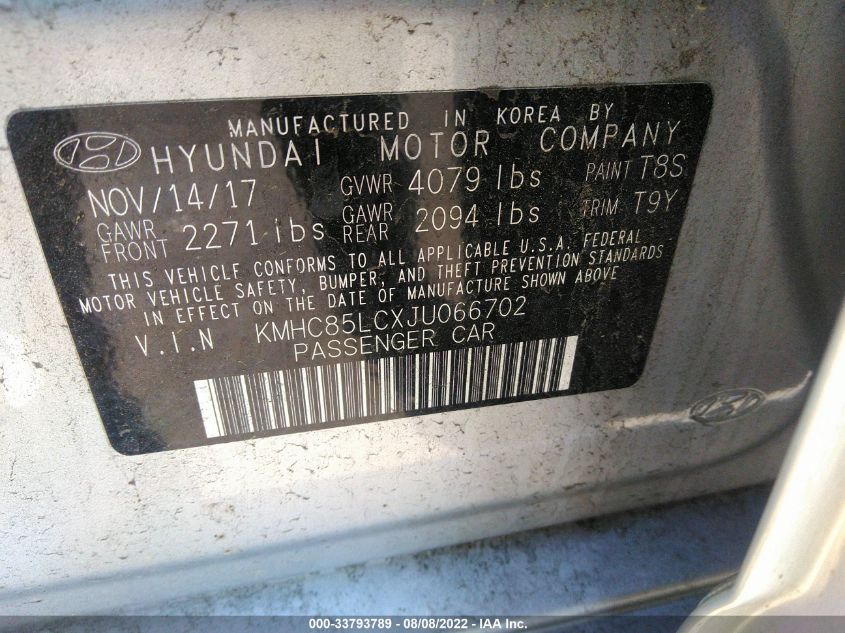 MANUFACTURED IN KOREA BY
HYUNDAI MOTOR COMPANY
NOV/14/17 GVWR 4079 lbs PAINT T8S
GAWR FRONT 2271 lbs GAWR REAR 2094 lbs TRIM T9Y
THIS VEHICLE CONFORMS TO ALL APPLICABLE U.S.A. FEDERAL
MOTOR VEHICLE SAFETY, BUMPER, AND THEFT PREVENTION STANDARDS
IN EFFECT ON THE DATE OF MANUFACTURE SHOWN ABOVE
V.I.N KMHC85LCXJU066702
PASSENGER CAR
000-33793789 - 08/08/2022 - IAA Inc.